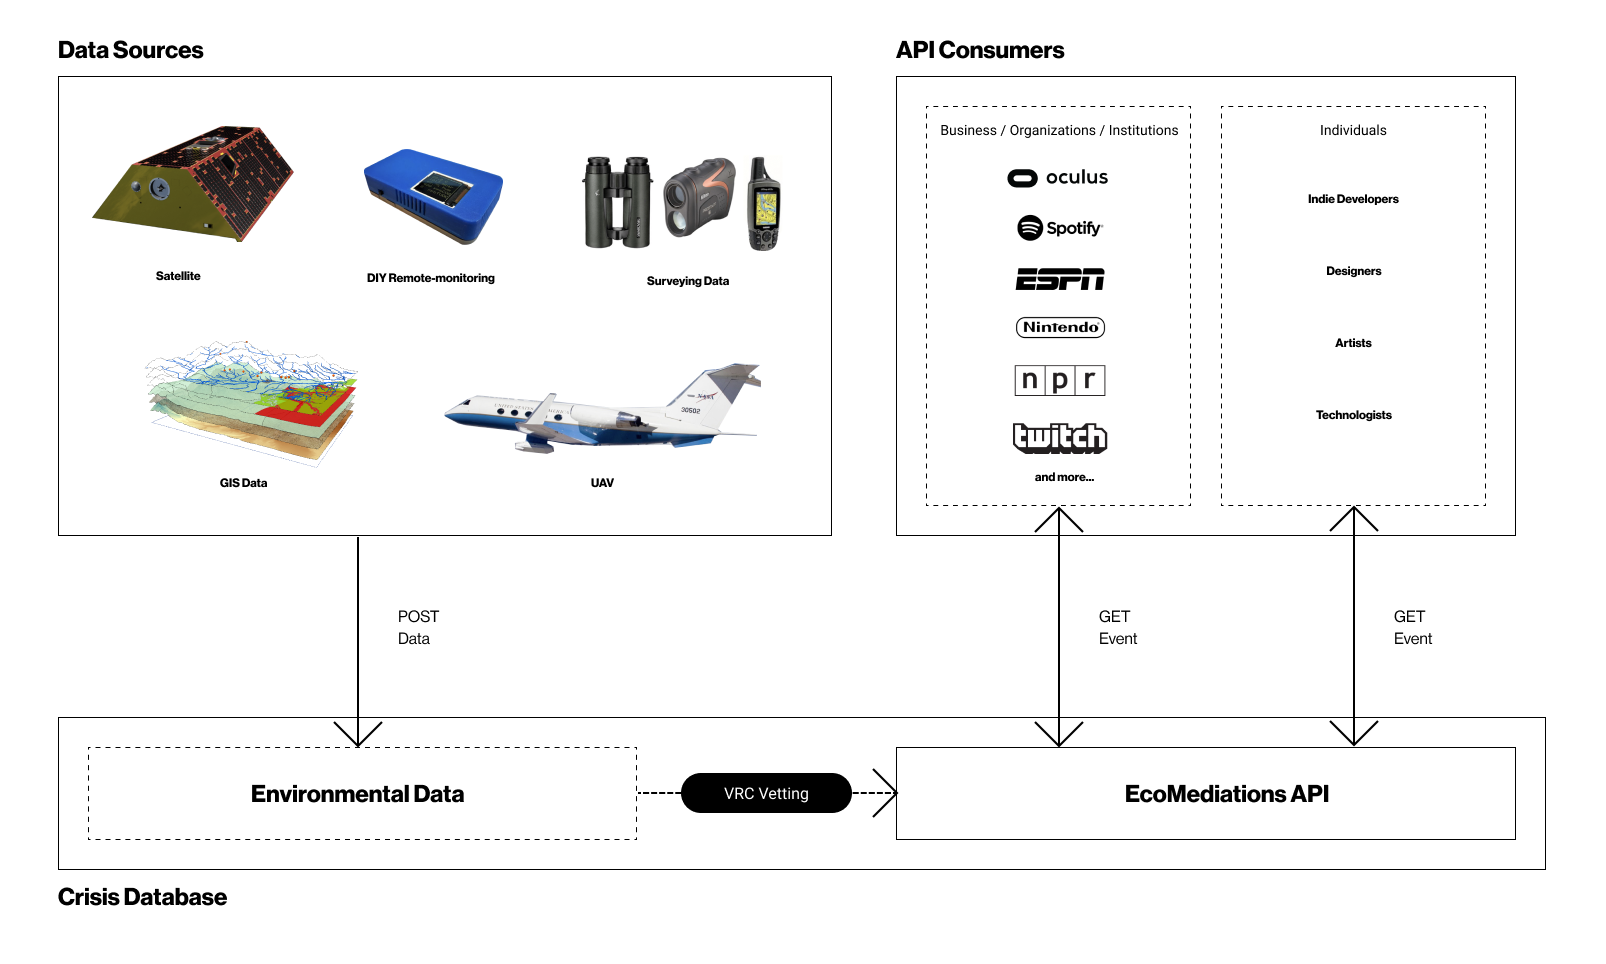 Data Sources
API Consumers
Business / Organizations / Institutions
Individuals
oculus
Spotify
ESPN
Nintendo
npr
twitch
and more...
Indie Developers
Designers
Artists
Technologists
Satellite
DIY Remote-monitoring
Surveying Data
NASA
30502
GIS Data
UAV
POST
Data
GET
Event
GET
Event
Environmental Data
VRC Vetting
EcoMediations API
Crisis Database